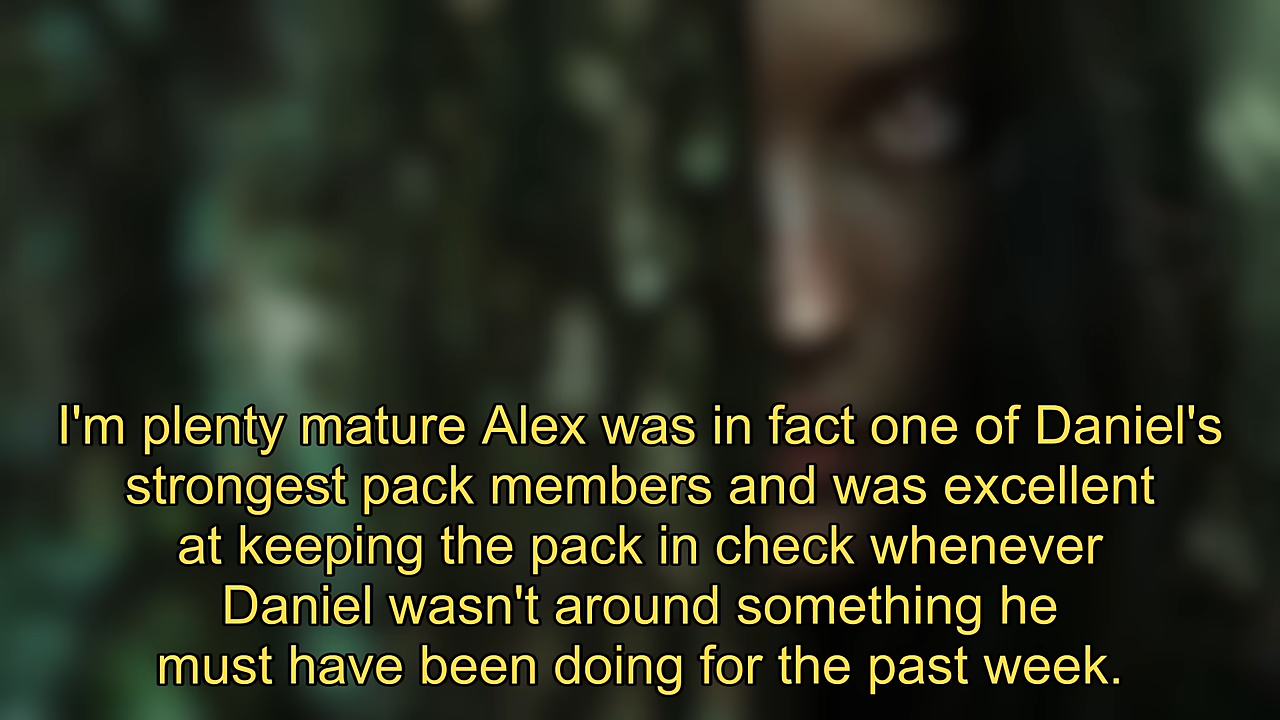 I'm plenty mature Alex was in fact one of Daniel's
strongest pack members and was excellent
at keeping the pack in check whenever
Daniel wasn't around something he
must have been doing for the past week.